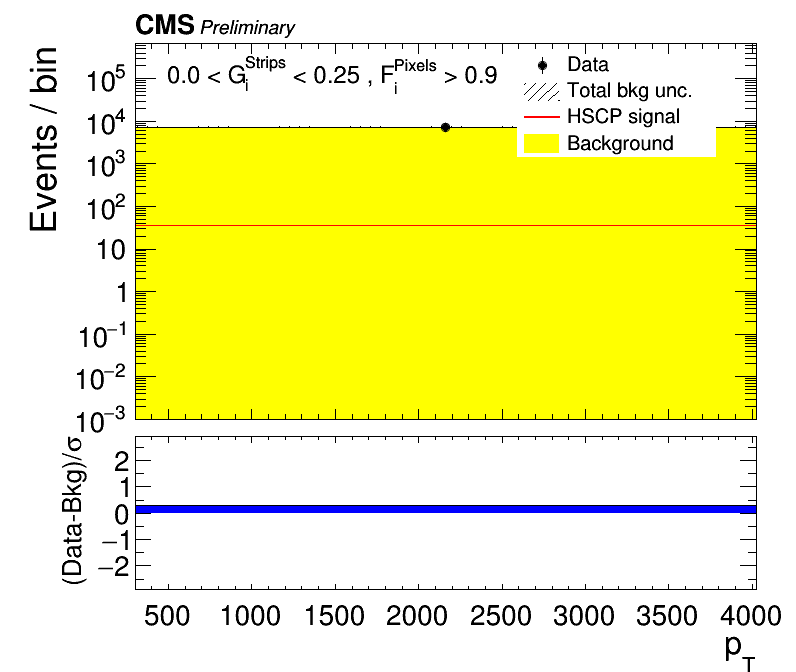 CMS Preliminary
0.0 < G_i^Strips < 0.25 , F_i^Pixels > 0.9
Data
Total bkg unc.
HSCP signal
Background
Events / bin
10^5
10^4
10^3
10^2
10
1
10^−1
10^−2
10^−3
(Data-Bkg)/σ
2
1
0
−1
−2
500 1000 1500 2000 2500 3000 3500 4000
p_T